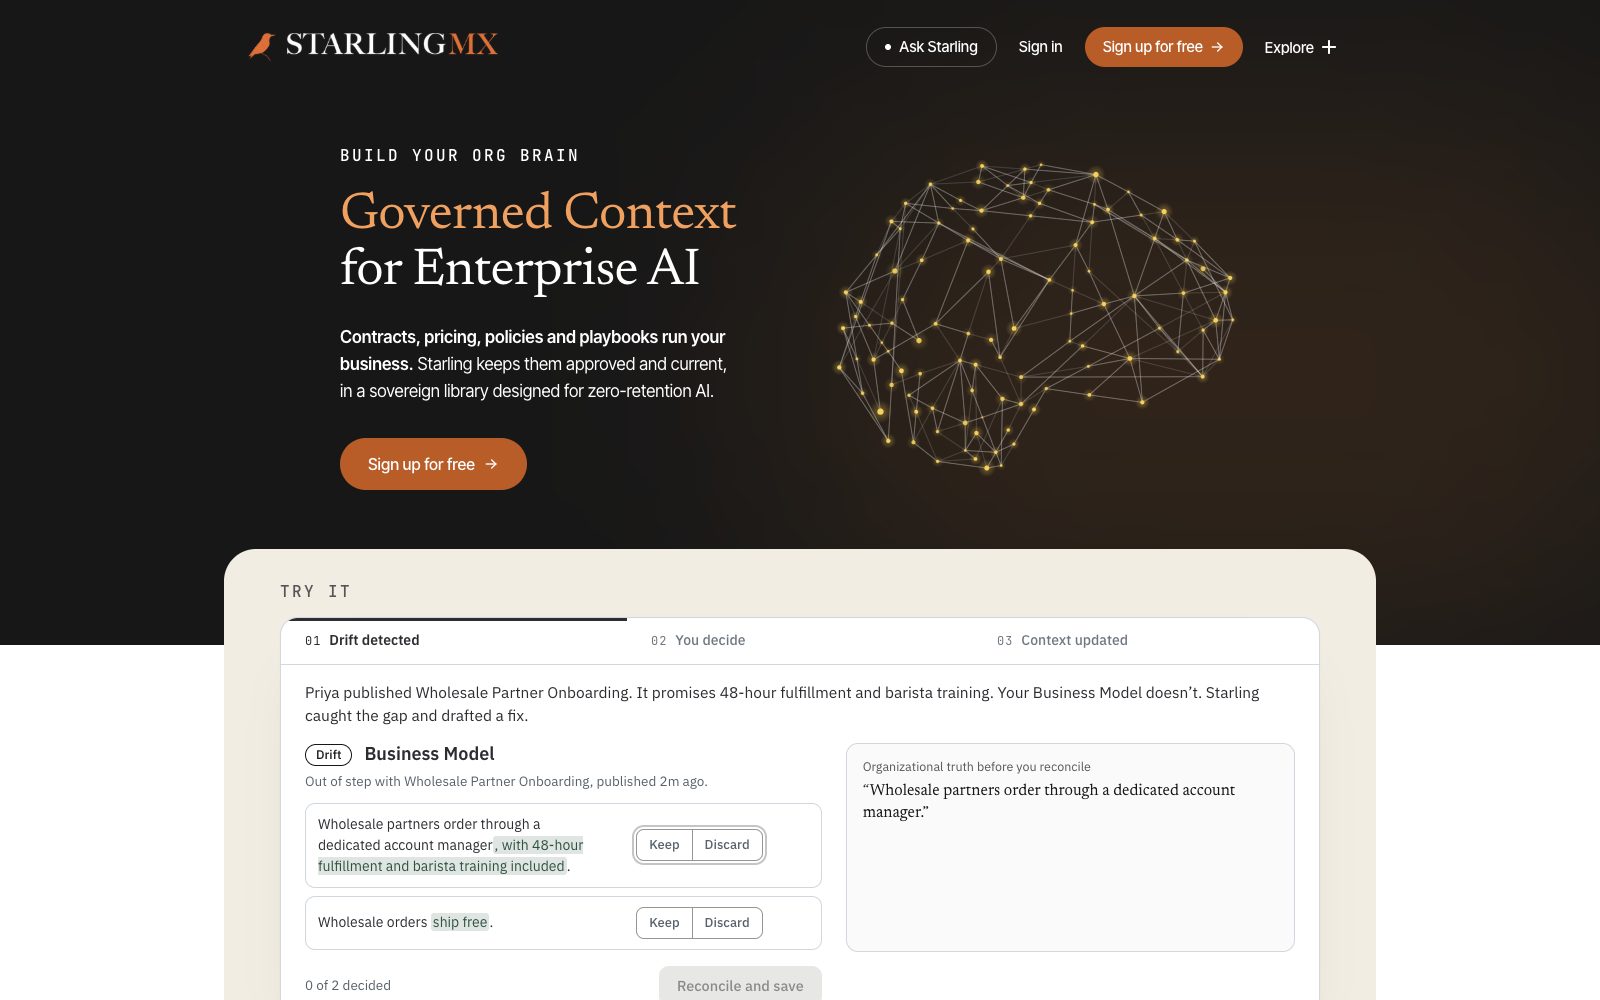 STARLINGMX
Ask Starling
Sign in
Sign up for free →
Explore +
BUILD YOUR ORG BRAIN
Governed Context
for Enterprise AI
Contracts, pricing, policies and playbooks run your
business. Starling keeps them approved and current,
in a sovereign library designed for zero-retention AI.
Sign up for free →
TRY IT
01 Drift detected
02 You decide
03 Context updated
Priya published Wholesale Partner Onboarding. It promises 48-hour fulfillment and barista training. Your Business Model doesn’t. Starling
caught the gap and drafted a fix.
Drift Business Model
Out of step with Wholesale Partner Onboarding, published 2m ago.
Wholesale partners order through a
dedicated account manager, with 48-hour
fulfillment and barista training included.
Keep Discard
Wholesale orders ship free.
Keep Discard
0 of 2 decided
Reconcile and save
Organizational truth before you reconcile
“Wholesale partners order through a dedicated account
manager.”